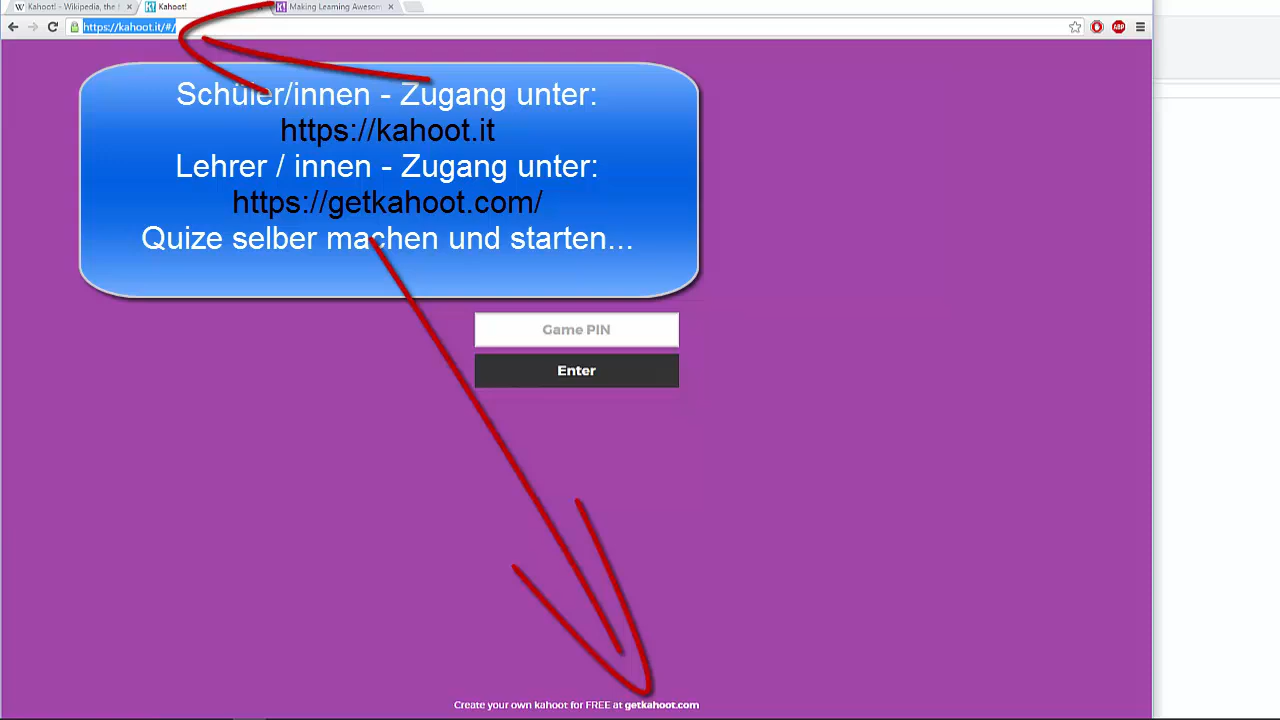 Kahoot! - Wikipedia, the f
Kahoot!
Making Learning Awesom
https://kahoot.it/#/
ABP
Schüler/innen - Zugang unter:
https://kahoot.it
Lehrer / innen - Zugang unter:
https://getkahoot.com/
Quize selber machen und starten...
Game PIN
Enter
Create your own kahoot for FREE at getkahoot.com